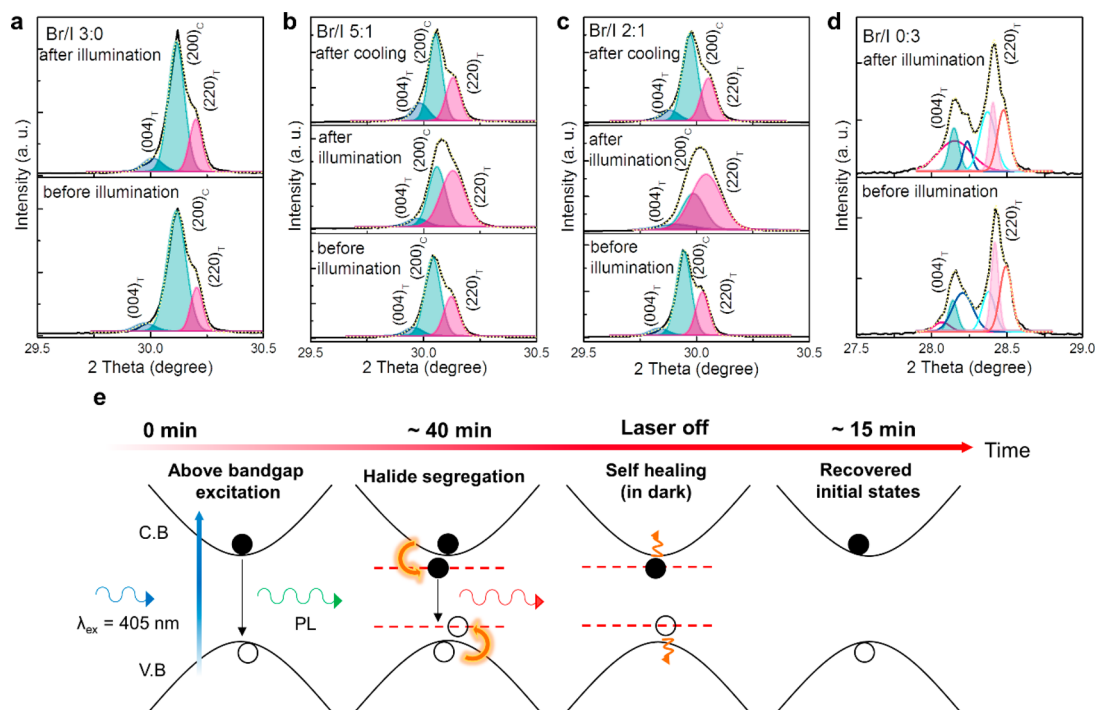 a
Br/I 3:0
after illumination
(004)T
(200)C
(220)T
before illumination
(004)T
(200)C
(220)T
Intensity (a. u.)
29.5 30.0 30.5
2 Theta (degree)
b
Br/I 5:1
after cooling
(004)T
(200)C
(220)T
after
illumination
(004)T
(200)C
(220)T
before
illumination
(004)T
(200)C
(220)T
Intensity (a. u.)
29.5 30.0 30.5
2 Theta (degree)
c
Br/I 2:1
after cooling
(004)T
(200)C
(220)T
after
illumination
(004)T
(200)C
(220)T
before
illumination
(004)T
(200)C
(220)T
Intensity (a. u.)
29.5 30.0 30.5
2 Theta (degree)
d
Br/I 0:3
after illumination
(004)T
(220)T
before illumination
(004)T
(220)T
Intensity (a. u.)
27.5 28.0 28.5 29.0
2 Theta (degree)
e
0 min ~ 40 min Laser off ~ 15 min
Time
Above bandgap
excitation
Halide segregation
Self healing
(in dark)
Recovered
initial states
C.B
λex = 405 nm
PL
V.B